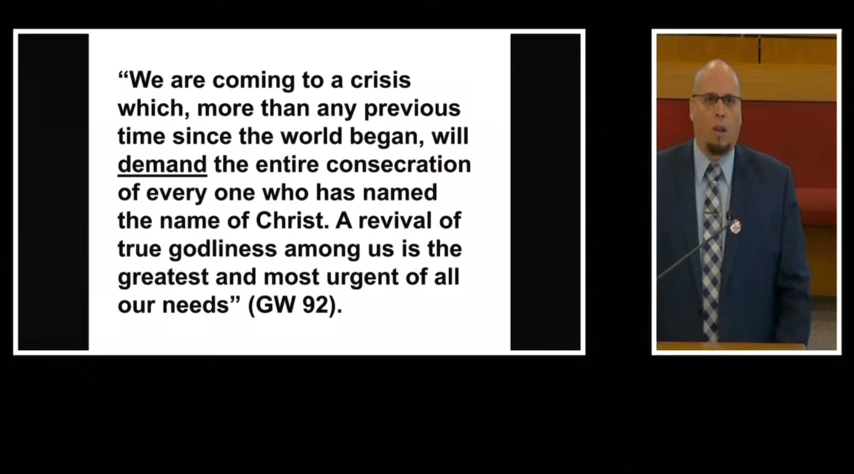 “We are coming to a crisis
which, more than any previous
time since the world began, will
demand the entire consecration
of every one who has named
the name of Christ. A revival of
true godliness among us is the
greatest and most urgent of all
our needs” (GW 92).